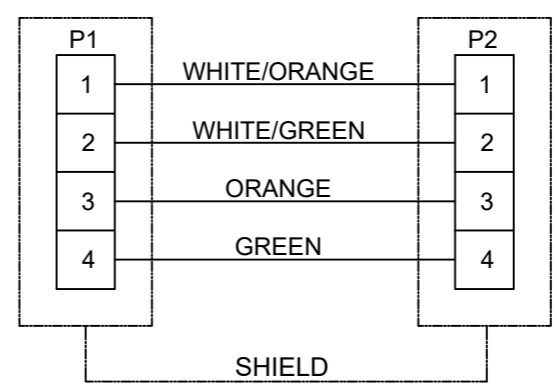 P1 P2
1 WHITE/ORANGE 1
2 WHITE/GREEN 2
3 ORANGE 3
4 GREEN 4
SHIELD